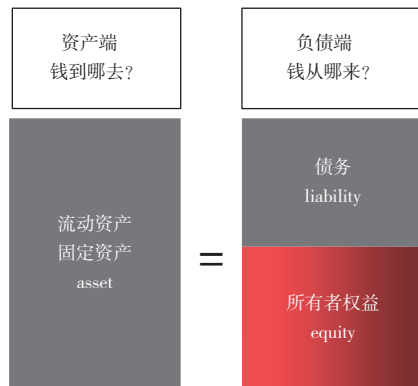 资产端
钱到哪去?
负债端
钱从哪来?
流动资产
固定资产
asset
=
债务
liability
所有者权益
equity